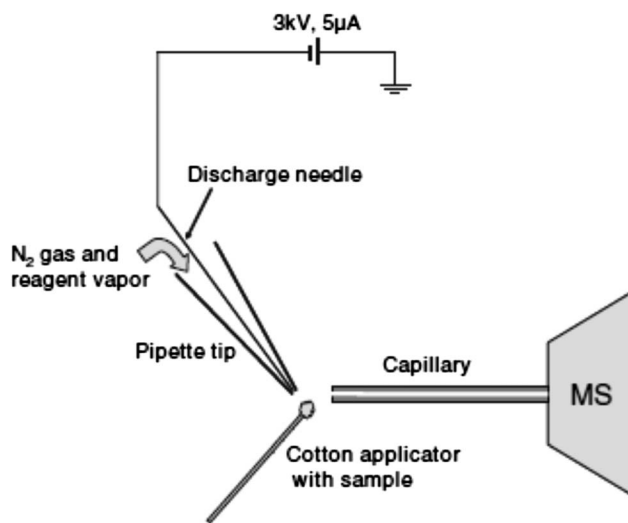 3kV, 5µA
Discharge needle
N₂ gas and
reagent vapor
Pipette tip
Capillary
MS
Cotton applicator
with sample